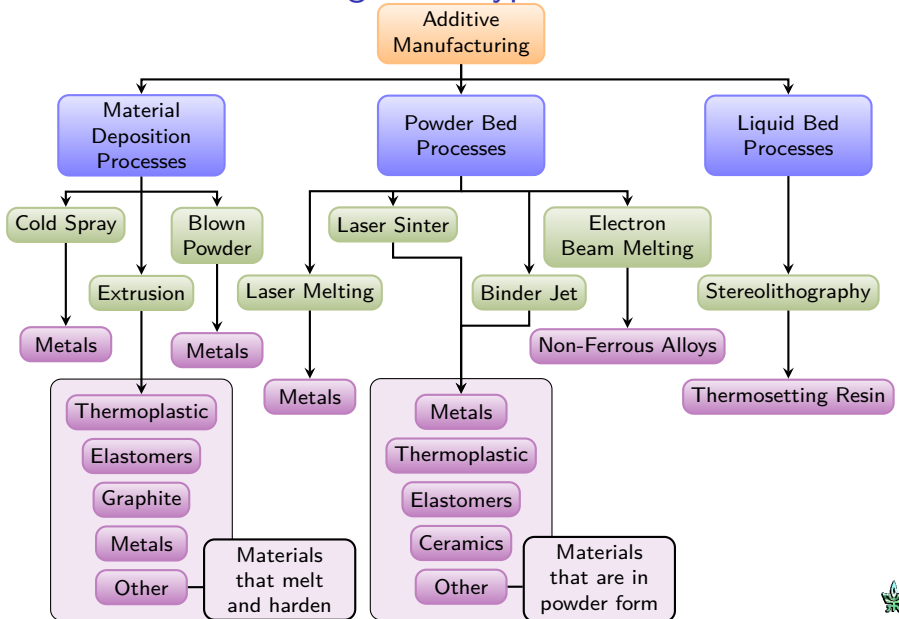 Additive
Manufacturing
Material
Deposition
Processes
Powder Bed
Processes
Liquid Bed
Processes
Cold Spray
Blown
Powder
Laser Sinter
Electron
Beam Melting
Extrusion
Laser Melting
Binder Jet
Stereolithography
Metals
Metals
Non-Ferrous Alloys
Metals
Thermosetting Resin
Thermoplastic
Elastomers
Graphite
Metals
Other
Materials
that melt
and harden
Metals
Thermoplastic
Elastomers
Ceramics
Other
Materials
that are in
powder form